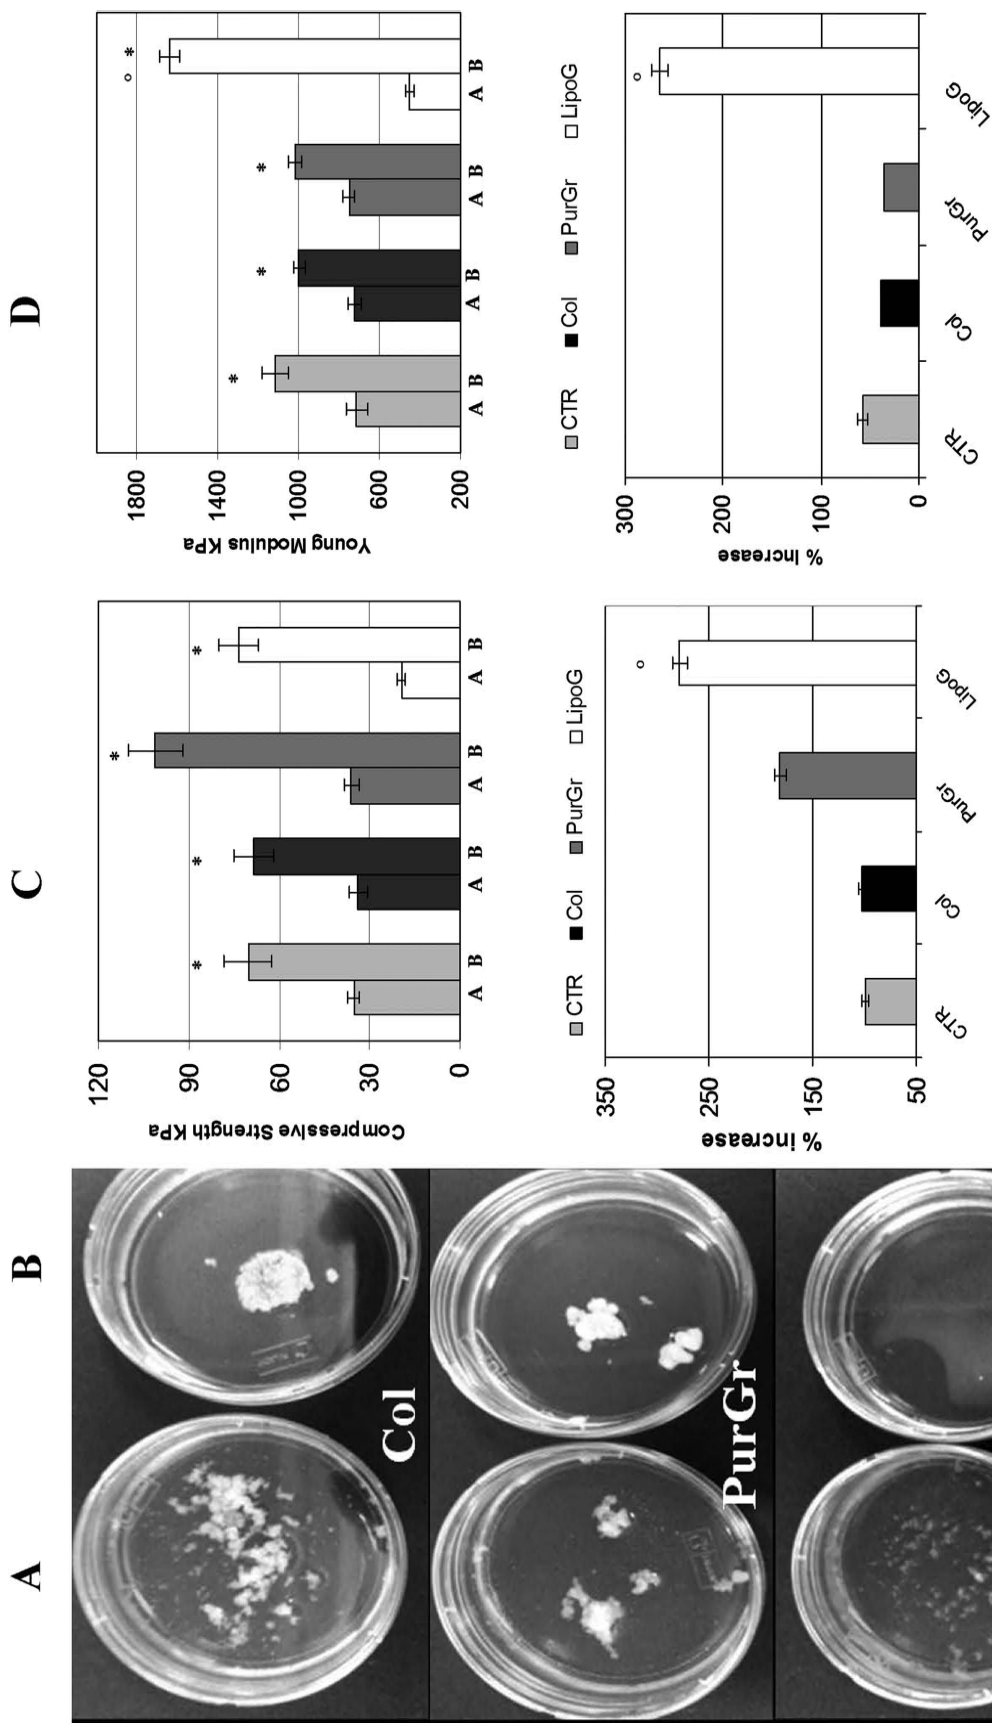 A B C D
Col
PurGr
Compressive Strength KPa
120
90
60
30
0
* * * *
A B A B A B A B
CTR Col PurGr LipoG
% increase
350
250
150
50
°
CTR Col PurGr LipoG
Young Modulus KPa
1800
1400
1000
600
200
* * * ° *
A B A B A B A B
CTR Col PurGr LipoG
% Increase
300
200
100
0
°
CTR Col PurGr LipoG